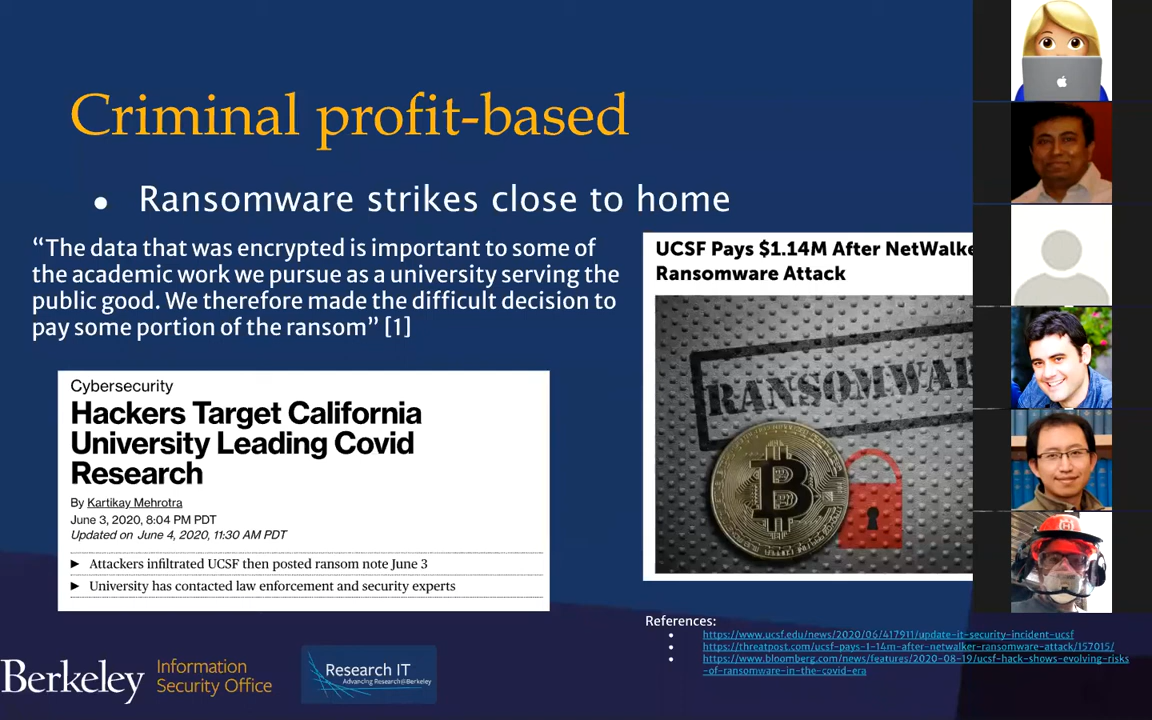 Criminal profit-based
● Ransomware strikes close to home
“The data that was encrypted is important to some of
the academic work we pursue as a university serving the
public good. We therefore made the difficult decision to
pay some portion of the ransom” [1]
UCSF Pays $1.14M After NetWalke
Ransomware Attack
RANSOMWAR
Cybersecurity
Hackers Target California
University Leading Covid
Research
By Kartikay Mehrotra
June 3, 2020, 8:04 PM PDT
Updated on June 4, 2020, 11:30 AM PDT
► Attackers infiltrated UCSF then posted ransom note June 3
► University has contacted law enforcement and security experts
References:
● https://www.ucsf.edu/news/2020/06/417911/update-it-security-incident-ucsf
● https://threatpost.com/ucsf-pays-1-14m-after-netwalker-ransomware-attack/157015/
● https://www.bloomberg.com/news/features/2020-08-19/ucsf-hack-shows-evolving-risks
-of-ransomware-in-the-covid-era
Berkeley
Information
Security Office
Research IT
Advancing Research@Berkeley